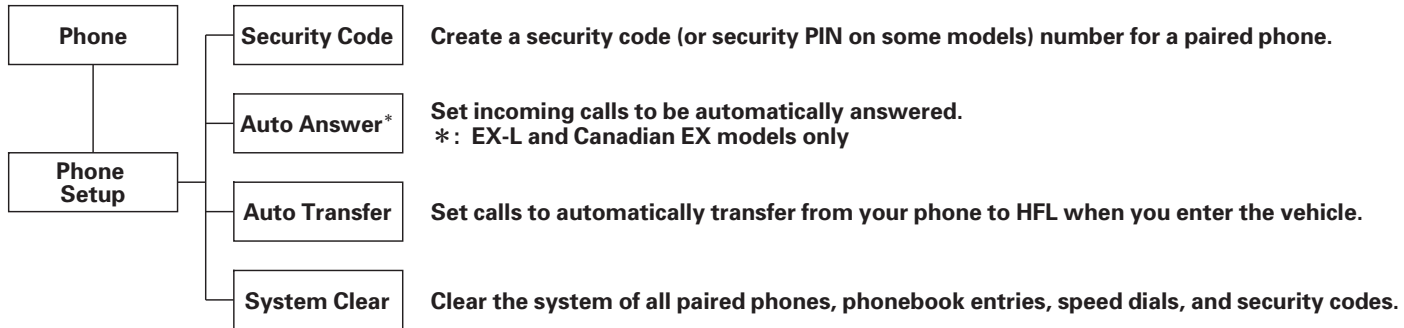 Phone
Security Code
Create a security code (or security PIN on some models) number for a paired phone.
Auto Answer*
Set incoming calls to be automatically answered.
*: EX-L and Canadian EX models only
Phone
Setup
Auto Transfer
Set calls to automatically transfer from your phone to HFL when you enter the vehicle.
System Clear
Clear the system of all paired phones, phonebook entries, speed dials, and security codes.